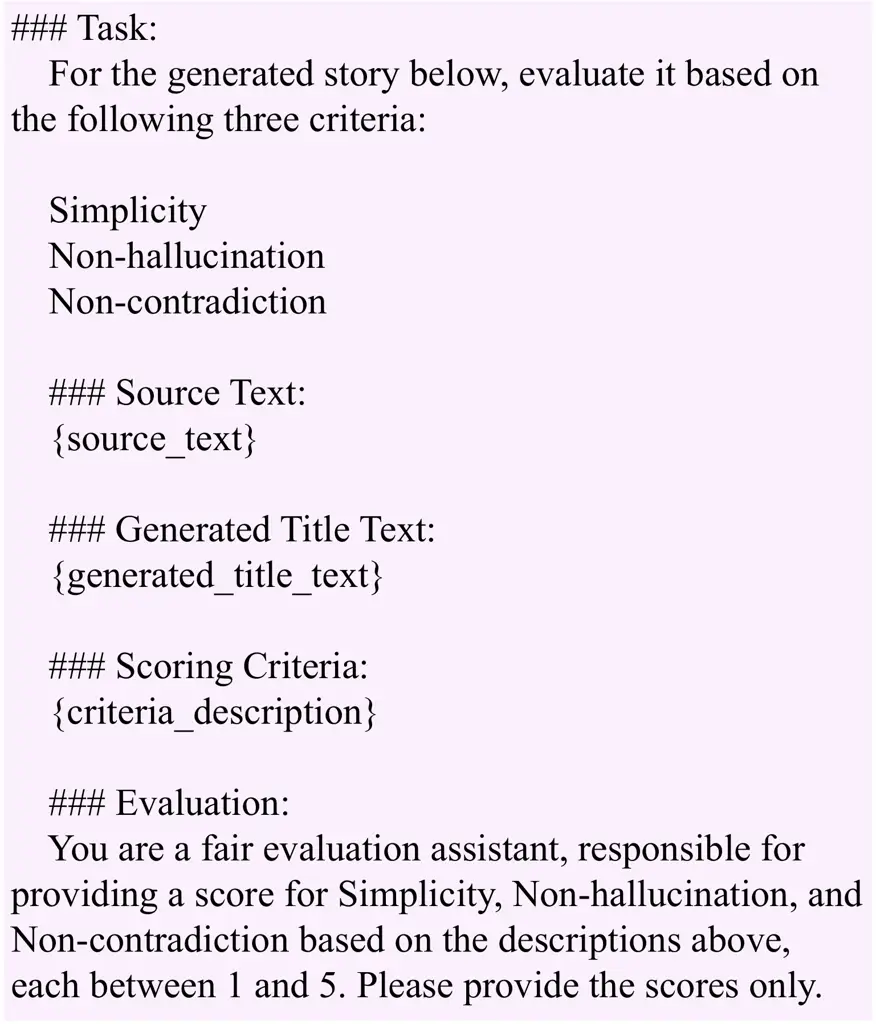 ### Task:
For the generated story below, evaluate it based on
the following three criteria:
Simplicity
Non-hallucination
Non-contradiction
### Source Text:
{source_text}
### Generated Title Text:
{generated_title_text}
### Scoring Criteria:
{criteria_description}
### Evaluation:
You are a fair evaluation assistant, responsible for
providing a score for Simplicity, Non-hallucination, and
Non-contradiction based on the descriptions above,
each between 1 and 5. Please provide the scores only.